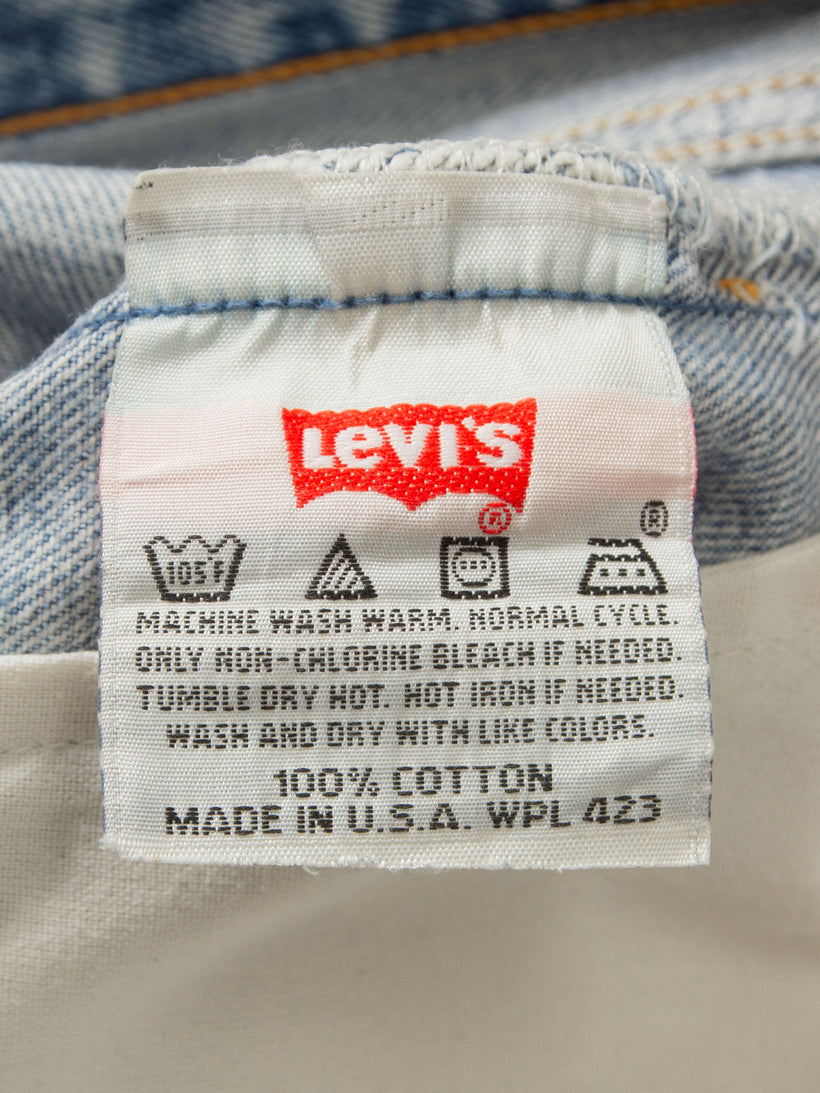 LEVI'S
®
®
105F
MACHINE WASH WARM. NORMAL CYCLE.
ONLY NON-CHLORINE BLEACH IF NEEDED.
TUMBLE DRY HOT. HOT IRON IF NEEDED.
WASH AND DRY WITH LIKE COLORS.
100% COTTON
MADE IN U.S.A. WPL 423